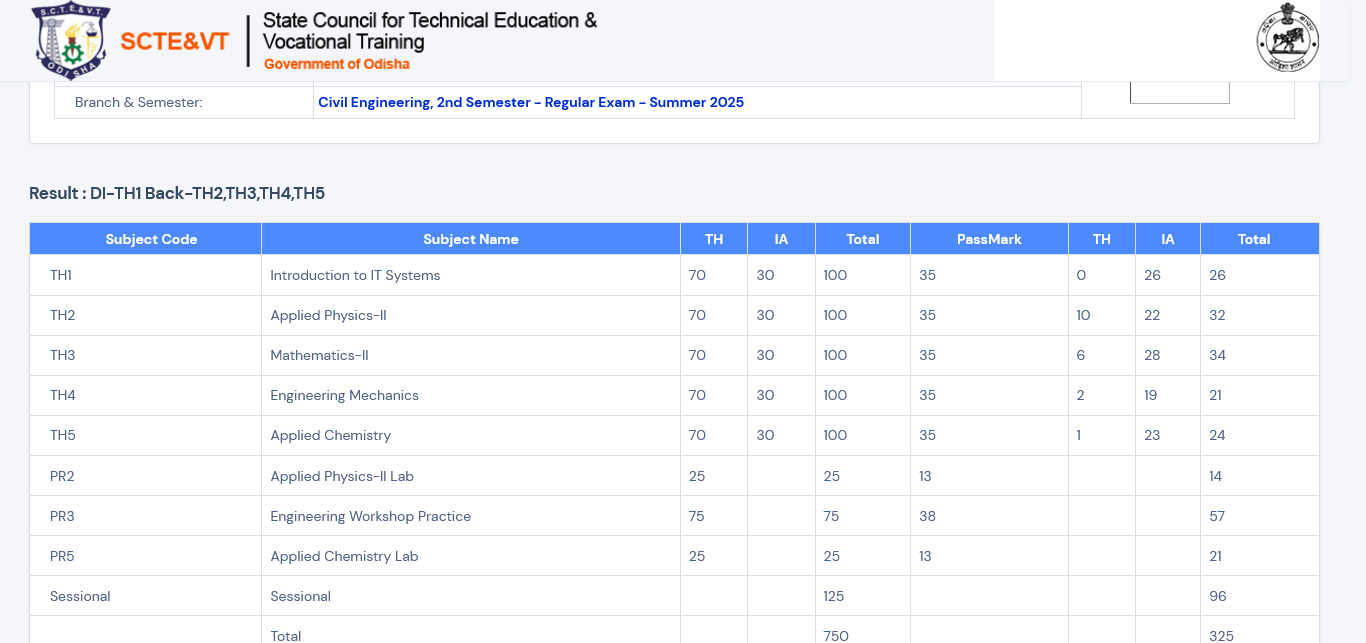 S.C.T.E.& V.T.
ODISHA
SCTE&VT
State Council for Technical Education &
Vocational Training
Government of Odisha
Branch & Semester: Civil Engineering, 2nd Semester - Regular Exam - Summer 2025
Result : DI-TH1 Back-TH2,TH3,TH4,TH5
Subject Code Subject Name TH IA Total PassMark TH IA Total
TH1 Introduction to IT Systems 70 30 100 35 0 26 26
TH2 Applied Physics-II 70 30 100 35 10 22 32
TH3 Mathematics-II 70 30 100 35 6 28 34
TH4 Engineering Mechanics 70 30 100 35 2 19 21
TH5 Applied Chemistry 70 30 100 35 1 23 24
PR2 Applied Physics-II Lab 25 25 13 14
PR3 Engineering Workshop Practice 75 75 38 57
PR5 Applied Chemistry Lab 25 25 13 21
Sessional Sessional 125 96
Total 750 325